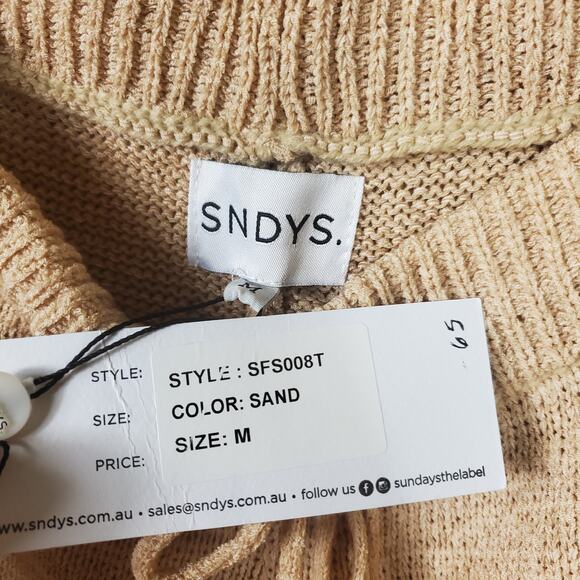 SNDYS.
M
65
STYLE: STYLE : SFS008T
SIZE: COLOR: SAND
PRICE: SIZE: M
www.sndys.com.au • sales@sndys.com.au • follow us sundaysthelabel